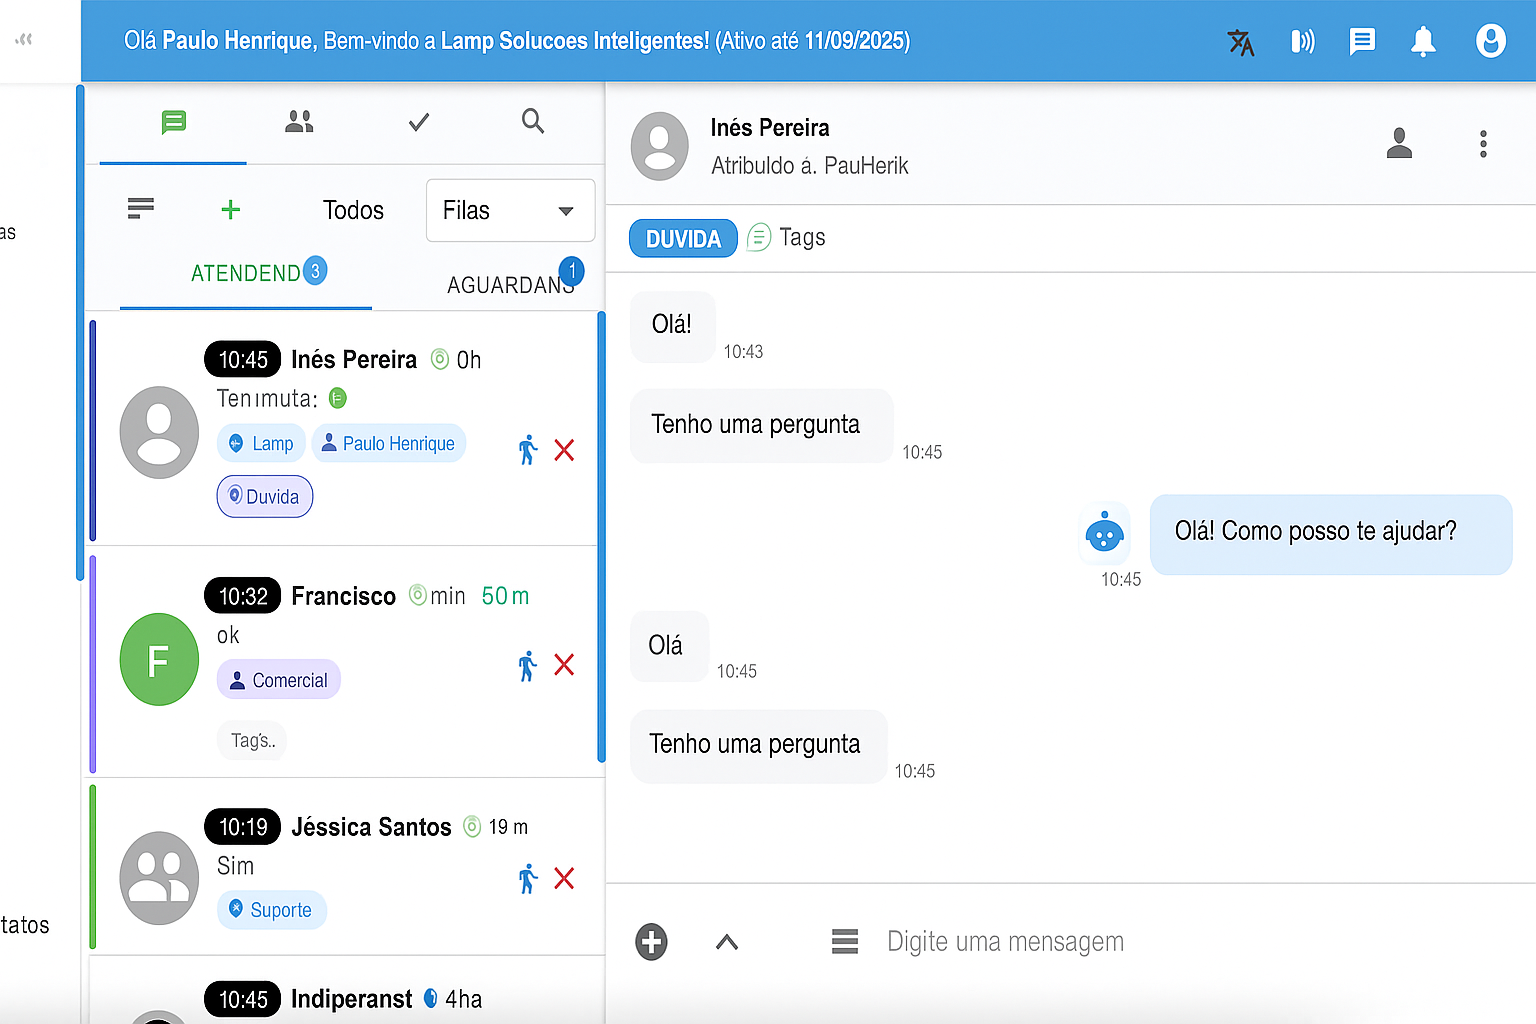 Olá Paulo Henrique, Bem-vindo a Lamp Solucoes Inteligentes! (Ativo até 11/09/2025)
as
tatos
Todos
Filas
ATENDEND 3
AGUARDANS 1
10:45 Inés Pereira 0h
Ten ımuta:
Lamp Paulo Henrique
Duvida
10:32 Francisco min 50 m
F
ok
Comercial
Tag's..
10:19 Jéssica Santos 19 m
Sim
Suporte
10:45 Indiperanst 4ha
Inés Pereira
Atribuldo á. PauHerik
DUVIDA Tags
Olá!
10:43
Tenho uma pergunta
10:45
Olá! Como posso te ajudar?
10:45
Olá
10:45
Tenho uma pergunta
10:45
Digite uma mensagem